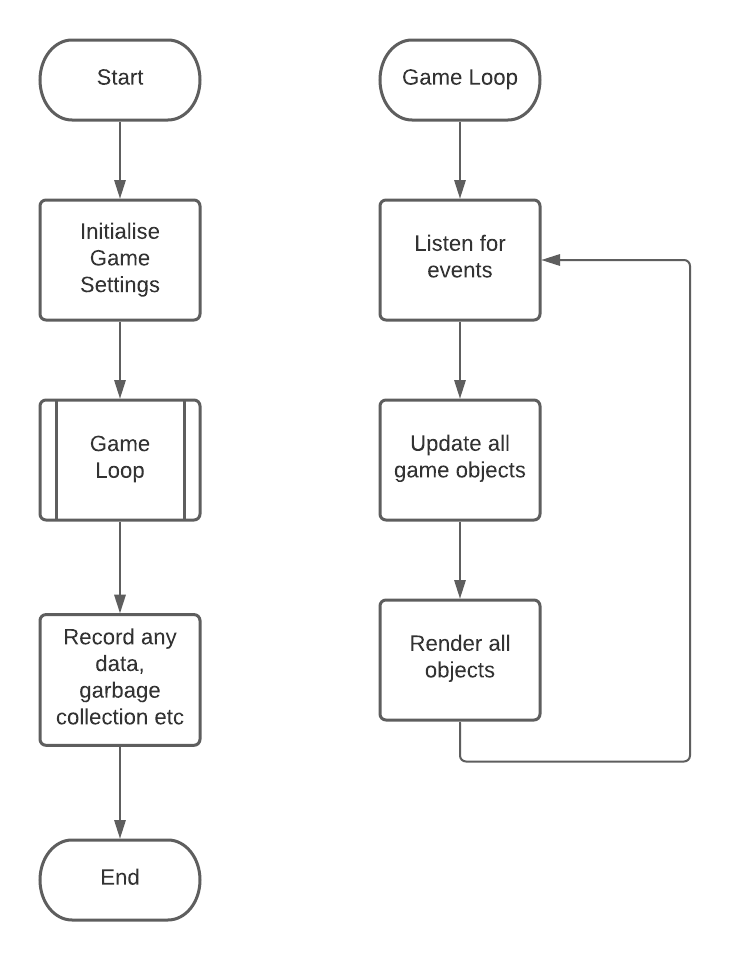 Start
Initialise
Game
Settings
Game
Loop
Record any
data,
garbage
collection etc
End
Game Loop
Listen for
events
Update all
game objects
Render all
objects